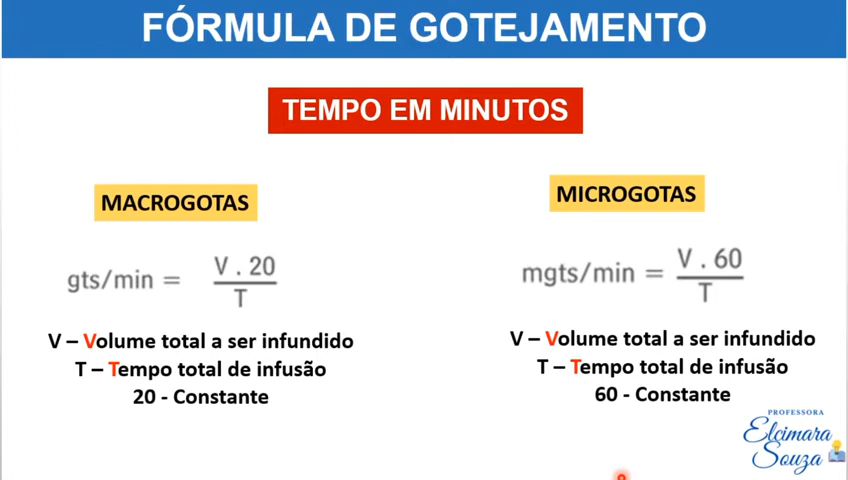 FÓRMULA DE GOTEJAMENTO
TEMPO EM MINUTOS
MACROGOTAS
gts/min = V . 20
T
V – Volume total a ser infundido
T – Tempo total de infusão
20 - Constante
MICROGOTAS
mgts/min = V . 60
T
V – Volume total a ser infundido
T – Tempo total de infusão
60 - Constante
PROFESSORA
Elcimara
Souza